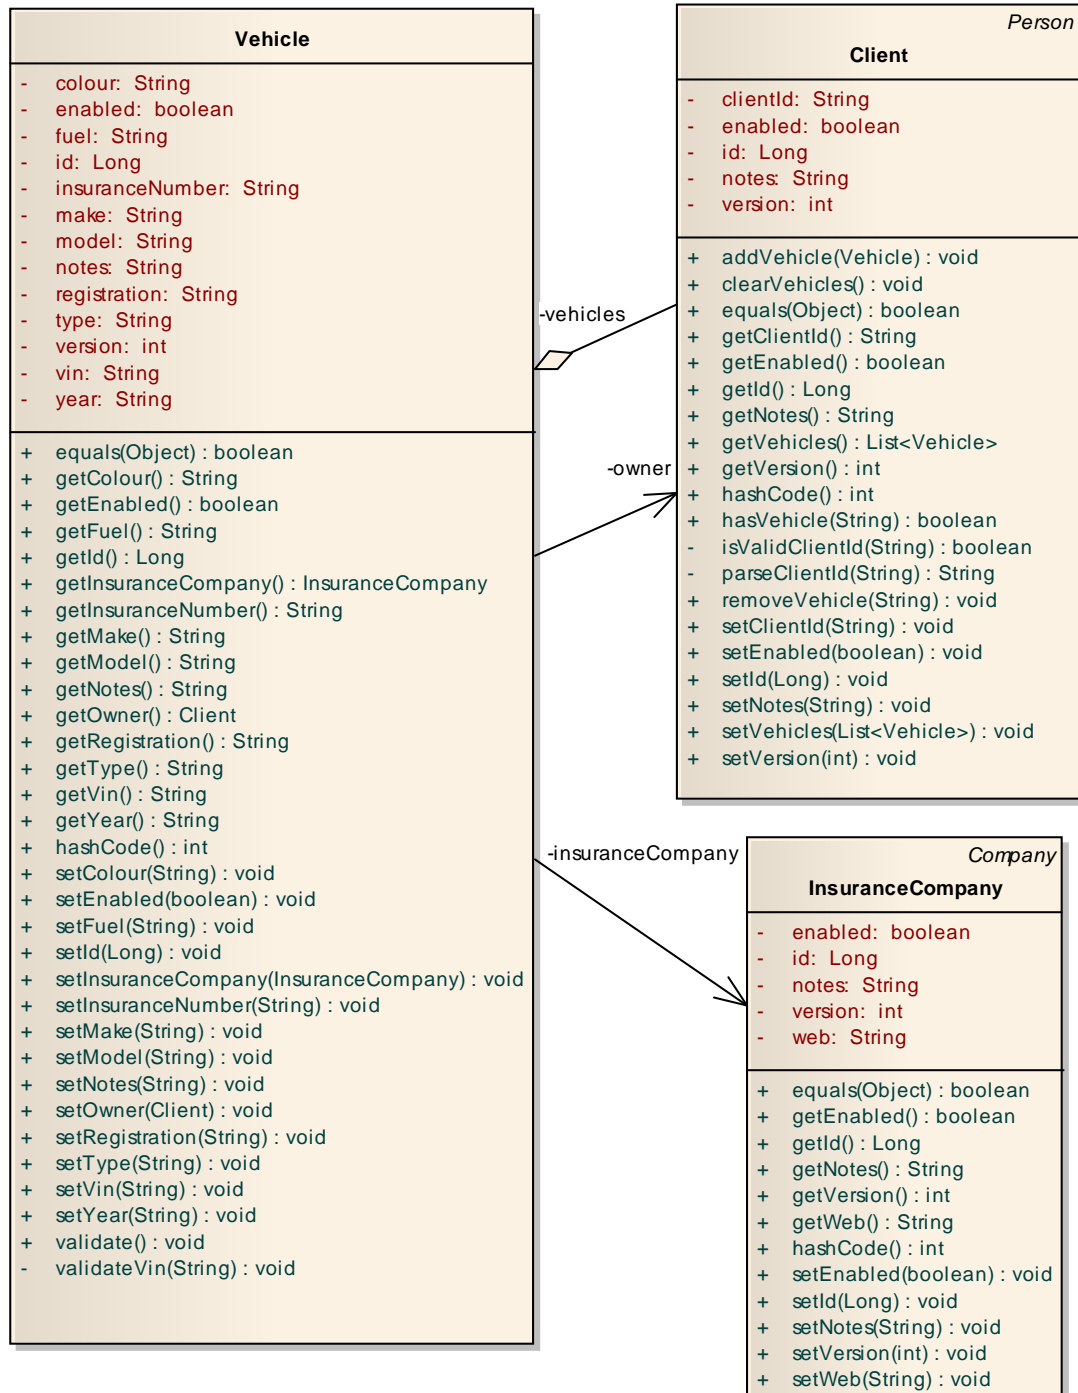 Vehicle
- colour: String
- enabled: boolean
- fuel: String
- id: Long
- insuranceNumber: String
- make: String
- model: String
- notes: String
- registration: String
- type: String
- version: int
- vin: String
- year: String
+ equals(Object) : boolean
+ getColour() : String
+ getEnabled() : boolean
+ getFuel() : String
+ getId() : Long
+ getInsuranceCompany() : InsuranceCompany
+ getInsuranceNumber() : String
+ getMake() : String
+ getModel() : String
+ getNotes() : String
+ getOwner() : Client
+ getRegistration() : String
+ getType() : String
+ getVin() : String
+ getYear() : String
+ hashCode() : int
+ setColour(String) : void
+ setEnabled(boolean) : void
+ setFuel(String) : void
+ setId(Long) : void
+ setInsuranceCompany(InsuranceCompany) : void
+ setInsuranceNumber(String) : void
+ setMake(String) : void
+ setModel(String) : void
+ setNotes(String) : void
+ setOwner(Client) : void
+ setRegistration(String) : void
+ setType(String) : void
+ setVin(String) : void
+ setYear(String) : void
+ validate() : void
- validateVin(String) : void
-vehicles
-owner
-insuranceCompany
Person
Client
- clientId: String
- enabled: boolean
- id: Long
- notes: String
- version: int
+ addVehicle(Vehicle) : void
+ clearVehicles() : void
+ equals(Object) : boolean
+ getClientId() : String
+ getEnabled() : boolean
+ getId() : Long
+ getNotes() : String
+ getVehicles() : List<Vehicle>
+ getVersion() : int
+ hashCode() : int
+ hasVehicle(String) : boolean
- isValidClientId(String) : boolean
- parseClientId(String) : String
+ removeVehicle(String) : void
+ setClientId(String) : void
+ setEnabled(boolean) : void
+ setId(Long) : void
+ setNotes(String) : void
+ setVehicles(List<Vehicle>) : void
+ setVersion(int) : void
Company
InsuranceCompany
- enabled: boolean
- id: Long
- notes: String
- version: int
- web: String
+ equals(Object) : boolean
+ getEnabled() : boolean
+ getId() : Long
+ getNotes() : String
+ getVersion() : int
+ getWeb() : String
+ hashCode() : int
+ setEnabled(boolean) : void
+ setId(Long) : void
+ setNotes(String) : void
+ setVersion(int) : void
+ setWeb(String) : void